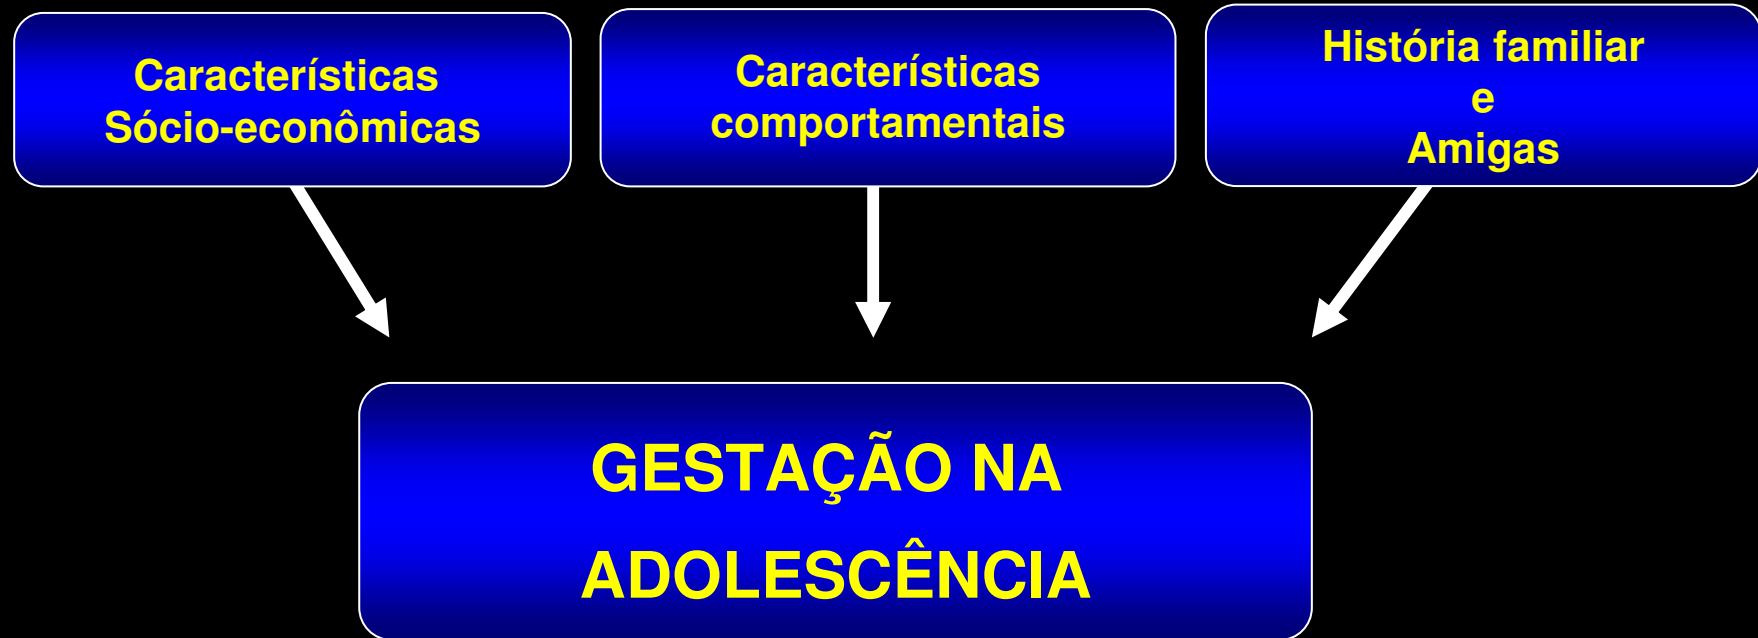 Características
Sócio-econômicas
Características
comportamentais
História familiar
e
Amigas
GESTAÇÃO NA
ADOLESCÊNCIA